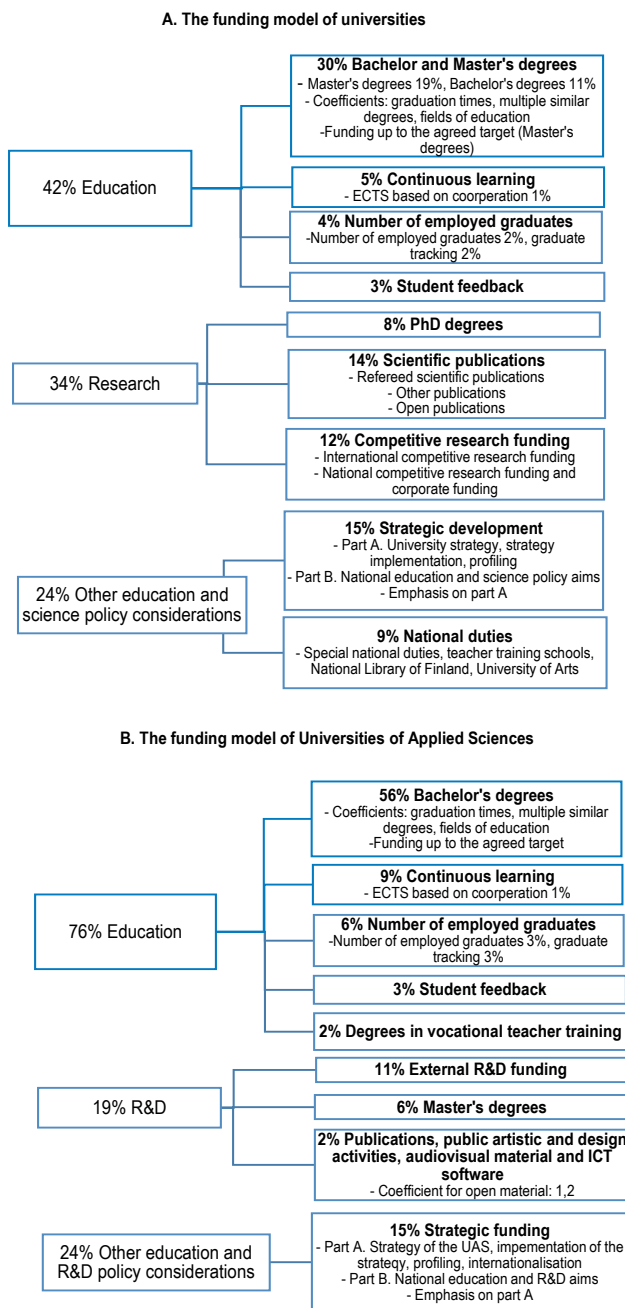 A. The funding model of universities
30% Bachelor and Master's degrees
- Master's degrees 19%, Bachelor's degrees 11%
- Coefficients: graduation times, multiple similar
degrees, fields of education
-Funding up to the agreed target (Master's
degrees)
42% Education
5% Continuous learning
- ECTS based on coorperation 1%
4% Number of employed graduates
-Number of employed graduates 2%, graduate
tracking 2%
3% Student feedback
8% PhD degrees
34% Research
14% Scientific publications
- Refereed scientific publications
- Other publications
- Open publications
12% Competitive research funding
- International competitive research funding
- National competitive research funding and
corporate funding
24% Other education and
science policy considerations
15% Strategic development
- Part A. University strategy, strategy
implementation, profiling
- Part B. National education and science policy aims
- Emphasis on part A
9% National duties
- Special national duties, teacher training schools,
National Library of Finland, University of Arts
B. The funding model of Universities of Applied Sciences
56% Bachelor's degrees
- Coefficients: graduation times, multiple similar
degrees, fields of education
-Funding up to the agreed target
76% Education
9% Continuous learning
- ECTS based on coorperation 1%
6% Number of employed graduates
-Number of employed graduates 3%, graduate
tracking 3%
3% Student feedback
2% Degrees in vocational teacher training
19% R&D
11% External R&D funding
6% Master's degrees
2% Publications, public artistic and design
activities, audiovisual material and ICT
software
- Coefficient for open material: 1,2
24% Other education and
R&D policy considerations
15% Strategic funding
- Part A. Strategy of the UAS, impementation of the
strategy, profiling, internationalisation
- Part B. National education and R&D aims
- Emphasis on part A